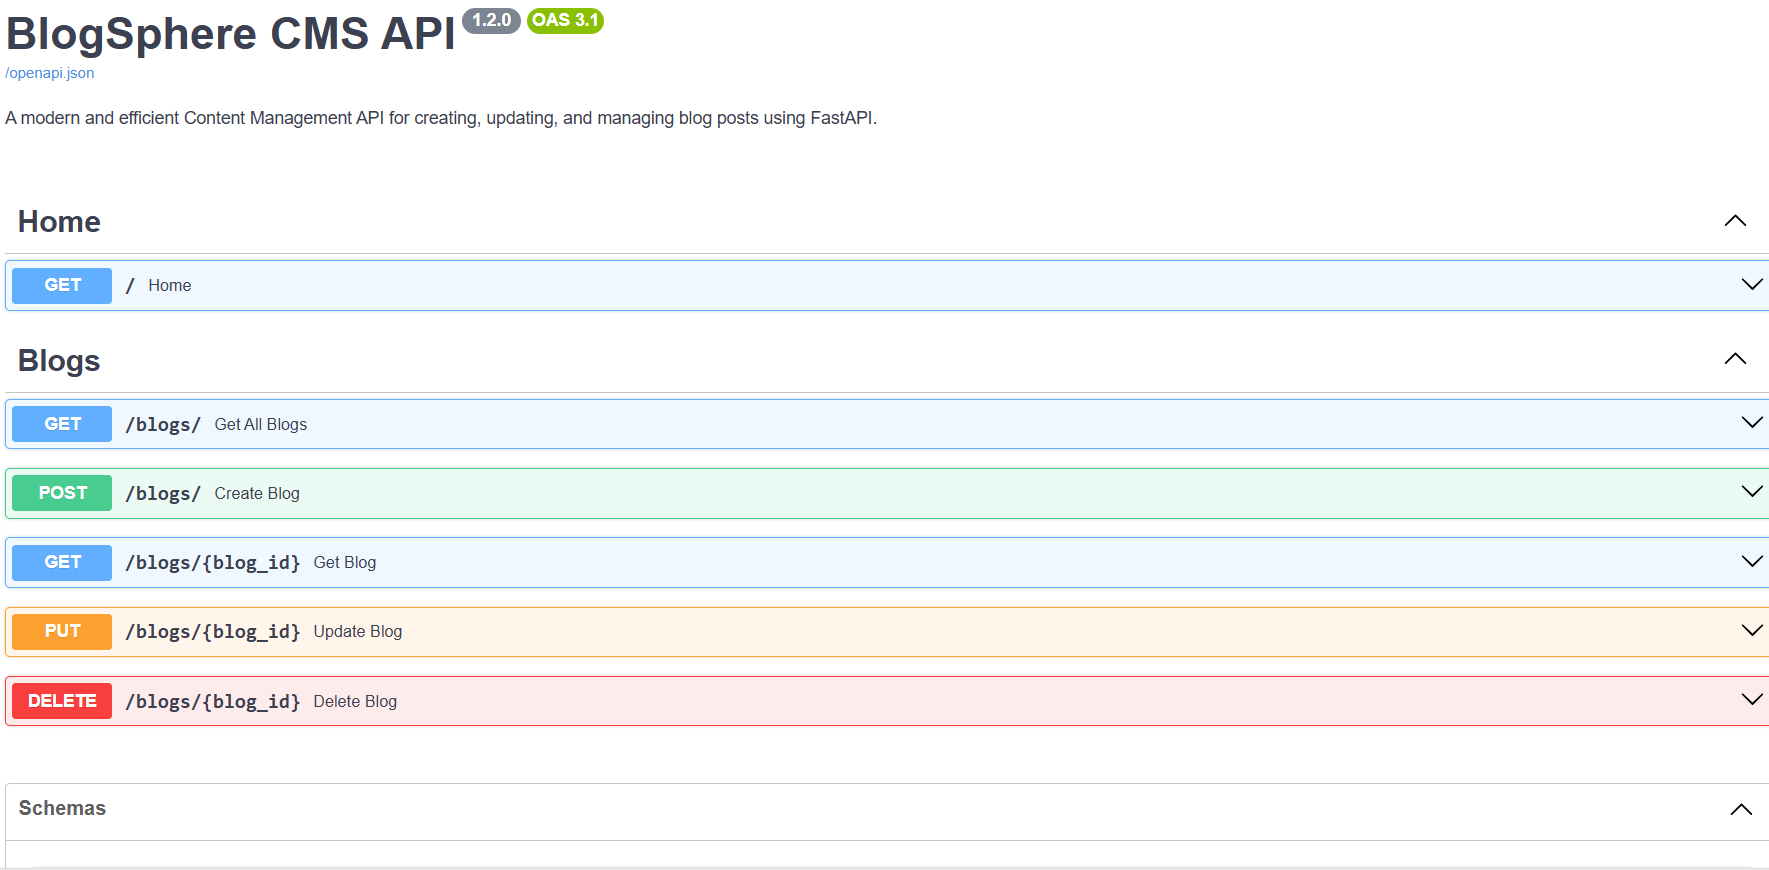 BlogSphere CMS API 1.2.0 OAS 3.1
/openapi.json
A modern and efficient Content Management API for creating, updating, and managing blog posts using FastAPI.
Home
GET / Home
Blogs
GET /blogs/ Get All Blogs
POST /blogs/ Create Blog
GET /blogs/{blog_id} Get Blog
PUT /blogs/{blog_id} Update Blog
DELETE /blogs/{blog_id} Delete Blog
Schemas